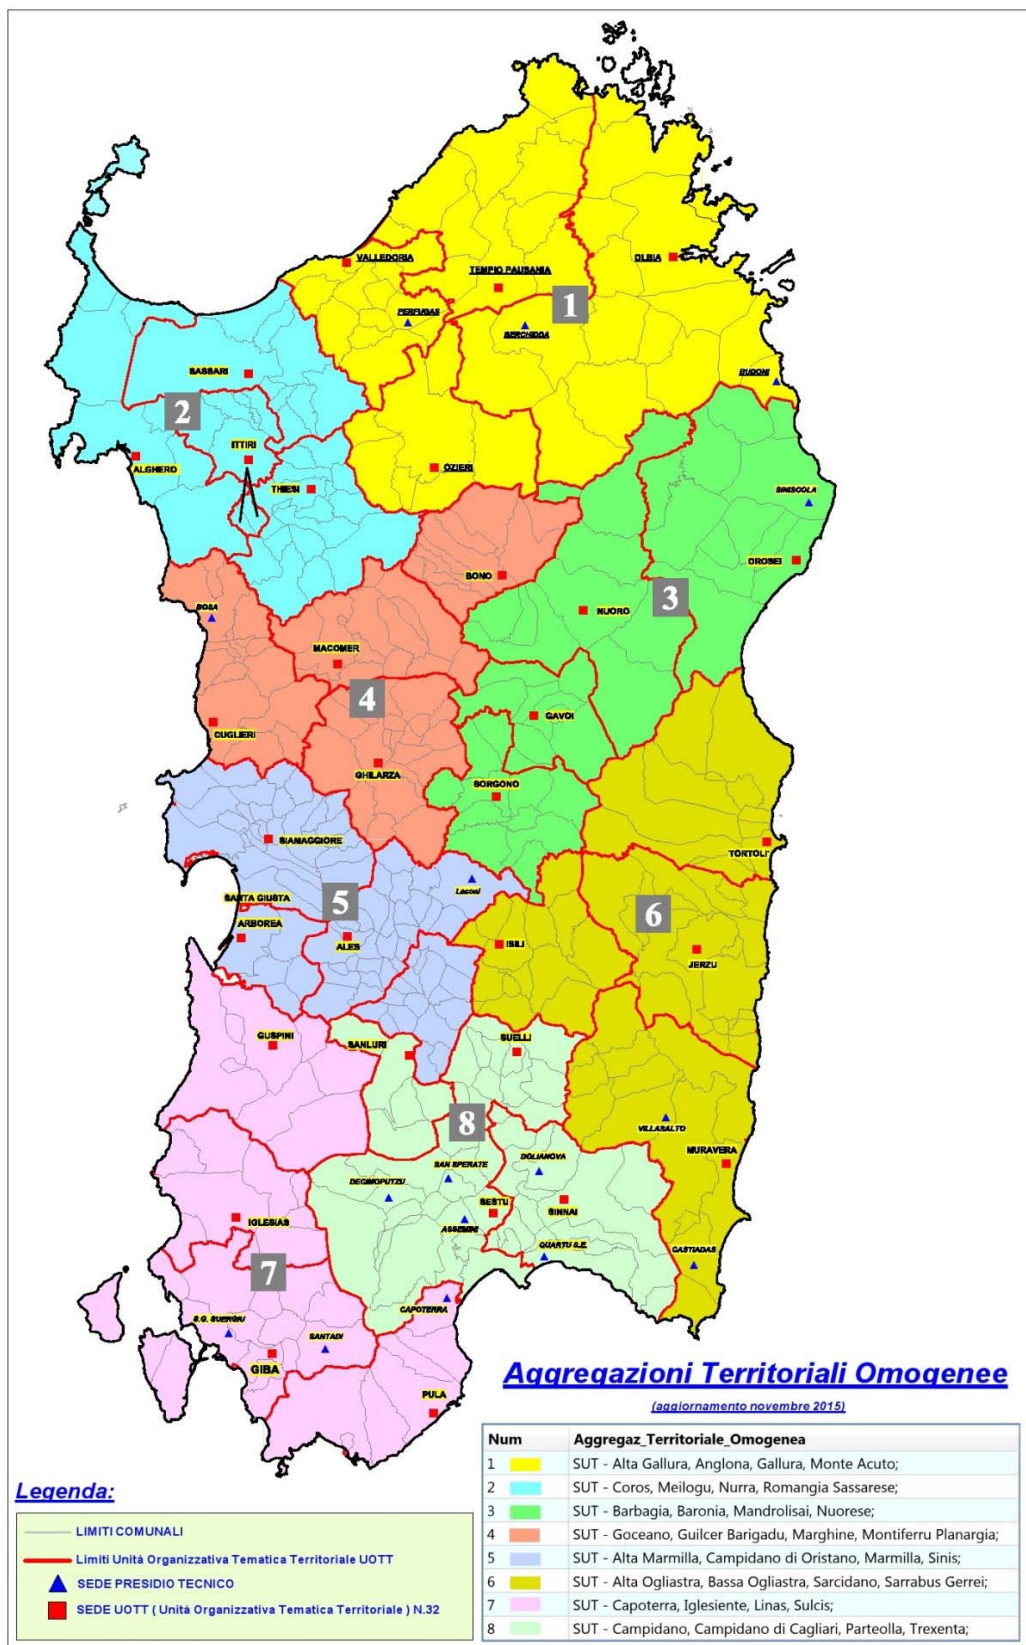 VALLEDORIA
TEMPIO PAUSANIA
OLBIA
PERFUGAS
1
BERCHIDDA
BUDONI
SASSARI
2
ITTIRI
ALGHERO
OZIERI
THIESI
SINISCOLA
OROSEI
BONO
3
NUORO
BOSA
MACOMER
4
GAVOI
CUGLIERI
GHILARZA
SORGONO
SIAMAGGIORE
TORTOLI'
Laconi
SANTA GIUSTA
5
6
ARBOREA
ALES
ISILI
JERZU
GUSPINI
SANLURI
SUELLI
8
VILLASALTO
MURAVERA
DOLIANOVA
SAN SPERATE
DECIMOPUTZU
SESTU
SINNAI
IGLESIAS
ASSEMINI
QUARTU S.E.
CASTIADAS
7
CAPOTERRA
S.G. SUERGIU
SANTADI
GIBA
PULA
Aggregazioni Territoriali Omogenee
(aggiornamento novembre 2015)
Num Aggregaz_Territoriale_Omogenea
1 SUT - Alta Gallura, Anglona, Gallura, Monte Acuto;
2 SUT - Coros, Meilogu, Nurra, Romangia Sassarese;
3 SUT - Barbagia, Baronia, Mandrolisai, Nuorese;
4 SUT - Goceano, Guilcer Barigadu, Marghine, Montiferru Planargia;
5 SUT - Alta Marmilla, Campidano di Oristano, Marmilla, Sinis;
6 SUT - Alta Ogliastra, Bassa Ogliastra, Sarcidano, Sarrabus Gerrei;
7 SUT - Capoterra, Iglesiente, Linas, Sulcis;
8 SUT - Campidano, Campidano di Cagliari, Parteolla, Trexenta;
Legenda:
LIMITI COMUNALI
Limiti Unità Organizzativa Tematica Territoriale UOTT
SEDE PRESIDIO TECNICO
SEDE UOTT ( Unità Organizzativa Tematica Territoriale ) N.32